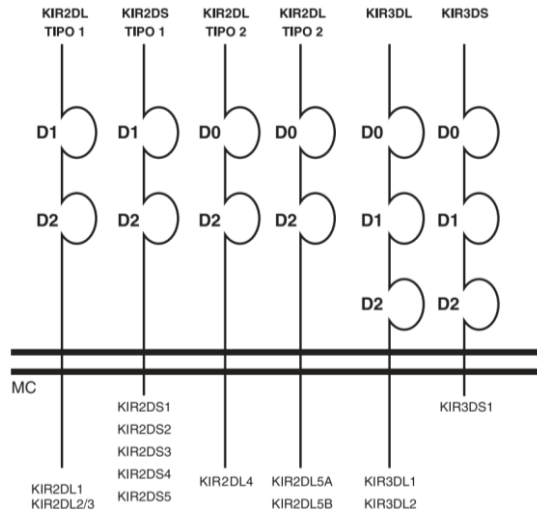 KIR2DL KIR2DS KIR2DL KIR2DL KIR3DL KIR3DS
TIPO 1 TIPO 1 TIPO 2 TIPO 2
D1 D1 D0 D0 D0 D0
D2 D2 D2 D2 D1 D1
D2 D2
MC
KIR2DS1 KIR3DS1
KIR2DS2
KIR2DS3
KIR2DS4 KIR2DL4 KIR2DL5A KIR3DL1
KIR2DL1 KIR2DS5 KIR2DL5B KIR3DL2
KIR2DL2/3